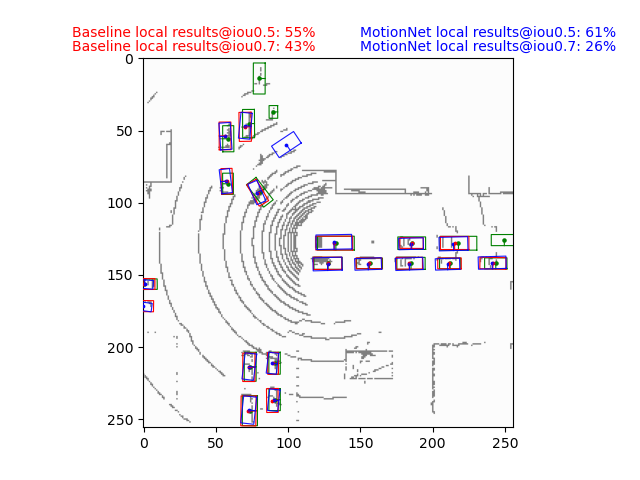 Baseline local results@iou0.5: 55% MotionNet local results@iou0.5: 61%
Baseline local results@iou0.7: 43% MotionNet local results@iou0.7: 26%
0
50
100
150
200
250
0 50 100 150 200 250